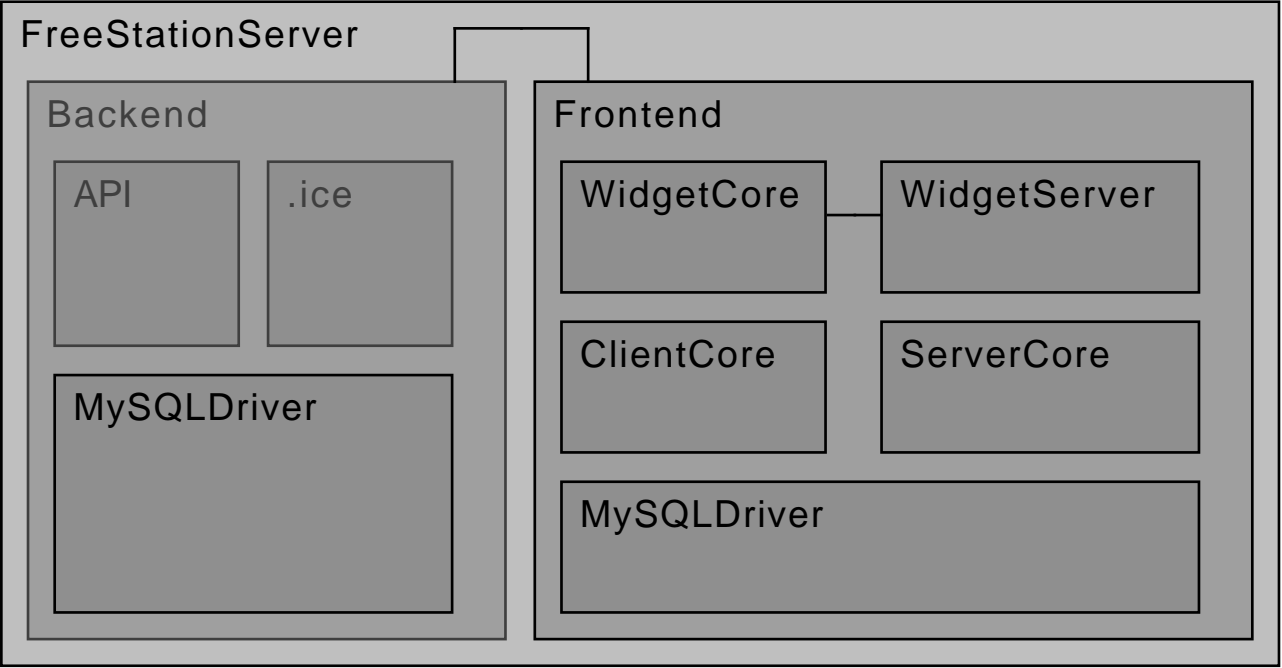 FreeStationServer
Backend
API
.ice
MySQLDriver
Frontend
WidgetCore
WidgetServer
ClientCore
ServerCore
MySQLDriver